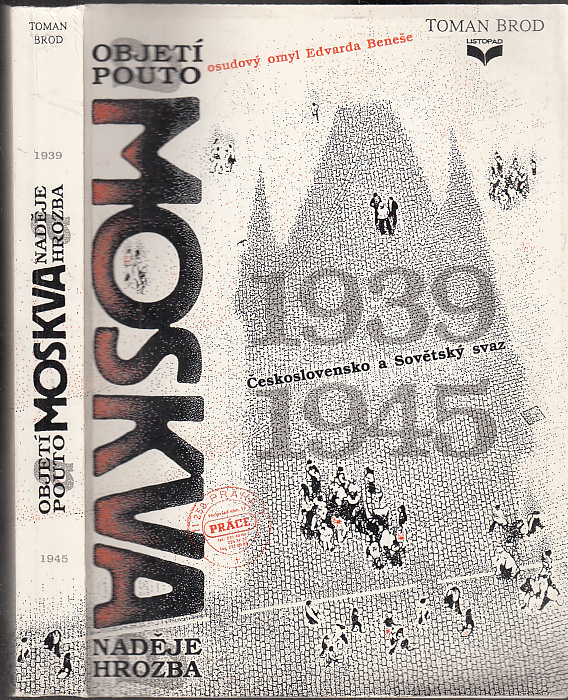 TOMAN
BROD
1939
OBJETÍ & NADĚJE
POUTO MOSKVA HROZBA
1945
OBJETÍ
&
POUTO
osudový omyl Edvarda Beneše
TOMAN BROD
LISTOPAD
MOSKVA
1939
Československo a Sovětský svaz
1945
PRÁCE
NADĚJE
HROZBA